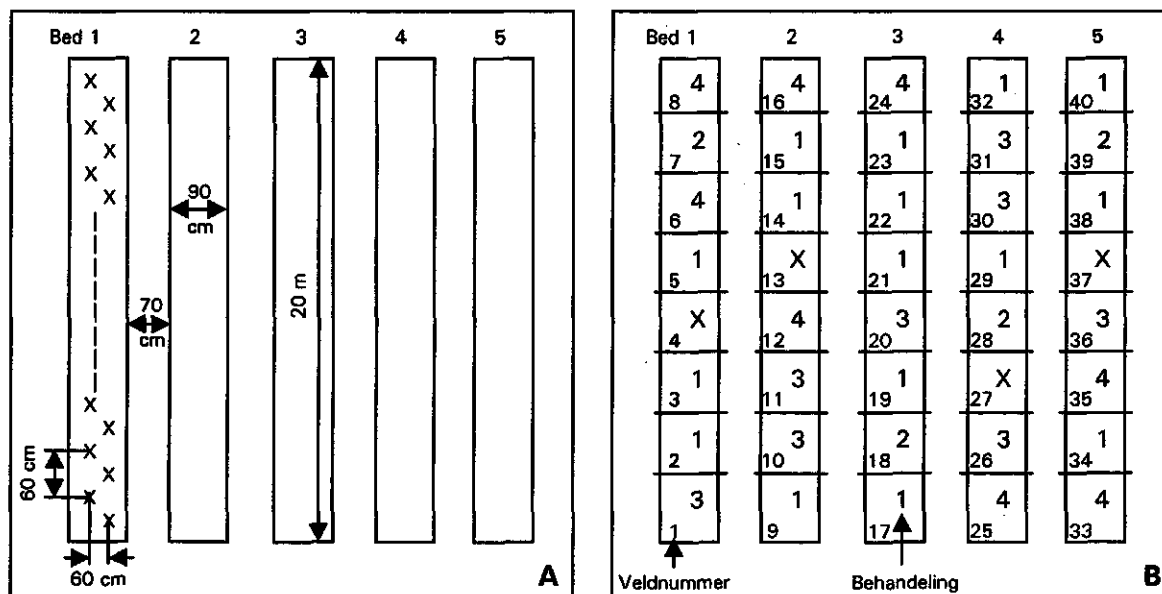 Bed 1 2 3 4 5
X
X
X
X
X
X
90
cm
20 m
70
cm
X
X
X
X
X
X
60 cm
60 cm
A
Bed 1 2 3 4 5
4 4 4 1 1
8 16 24 32 40
2 1 1 3 2
7 15 23 31 39
4 1 1 3 1
6 14 22 30 38
1 X 1 1 X
5 13 21 29 37
X 4 3 2 3
4 12 20 28 36
1 3 1 X 4
3 11 19 27 35
1 3 2 3 1
2 10 18 26 34
3 1 1 4 4
1 9 17 25 33
Veldnummer Behandeling
B